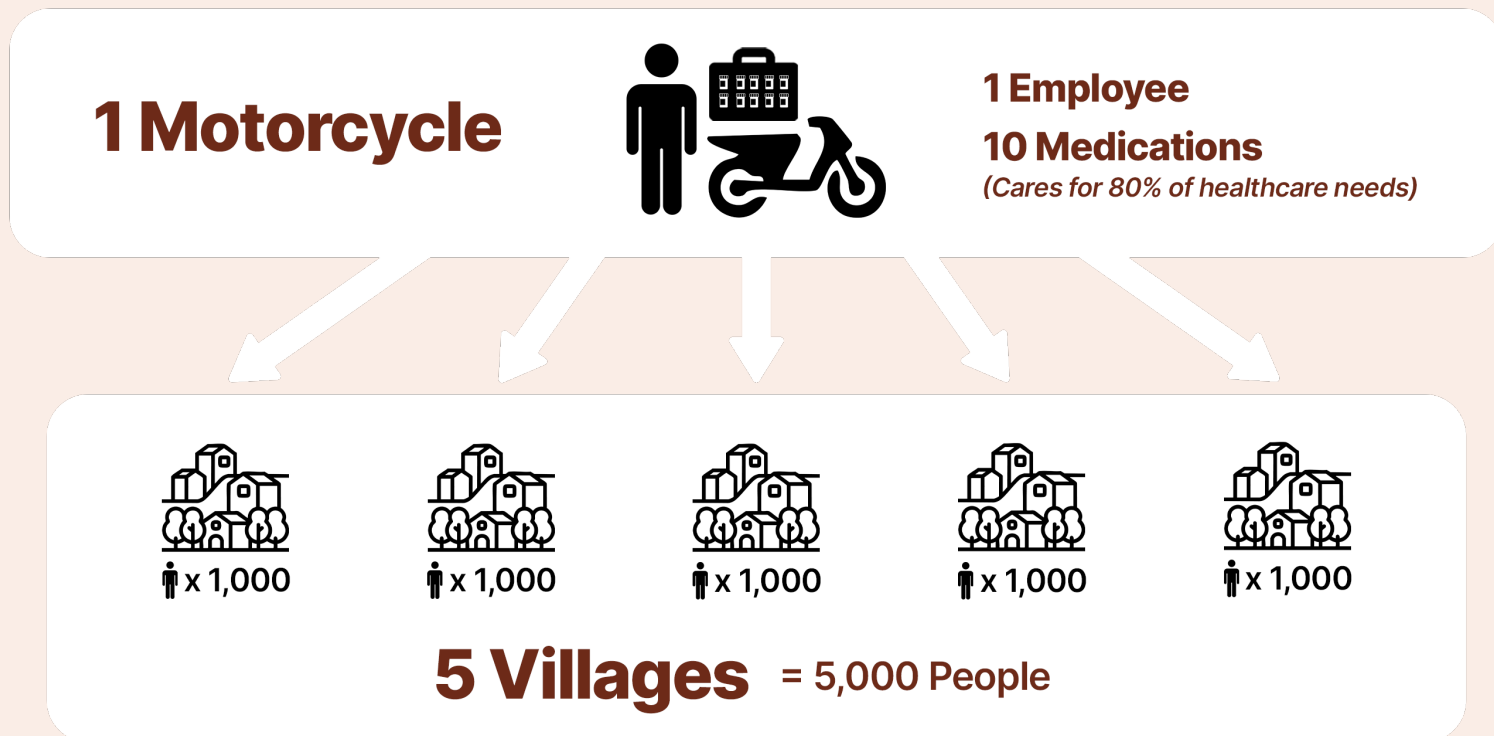 1 Motorcycle
1 Employee
10 Medications
(Cares for 80% of healthcare needs)
x 1,000
x 1,000
x 1,000
x 1,000
x 1,000
5 Villages = 5,000 People